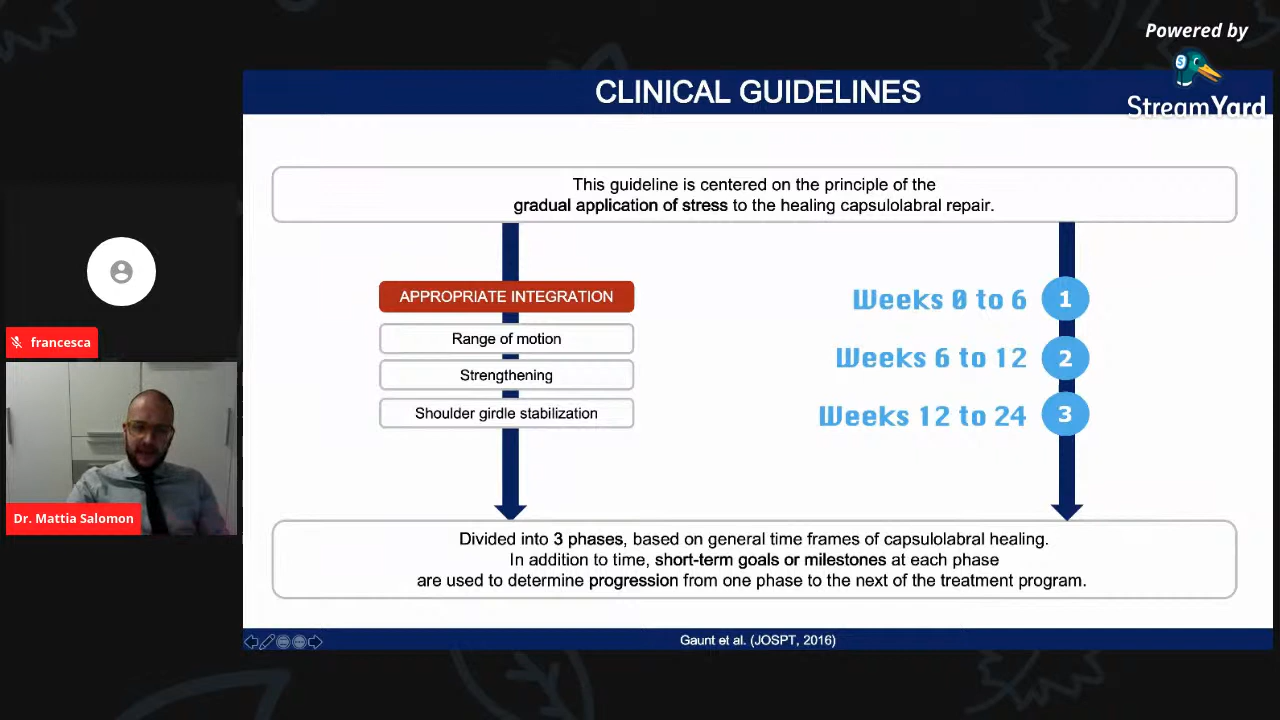 Powered by
StreamYard
CLINICAL GUIDELINES
This guideline is centered on the principle of the
gradual application of stress to the healing capsulolabral repair.
APPROPRIATE INTEGRATION
Range of motion
Strengthening
Shoulder girdle stabilization
Weeks 0 to 6 1
Weeks 6 to 12 2
Weeks 12 to 24 3
francesca
Dr. Mattia Salomon
Divided into 3 phases, based on general time frames of capsulolabral healing.
In addition to time, short-term goals or milestones at each phase
are used to determine progression from one phase to the next of the treatment program.
Gaunt et al. (JOSPT, 2016)